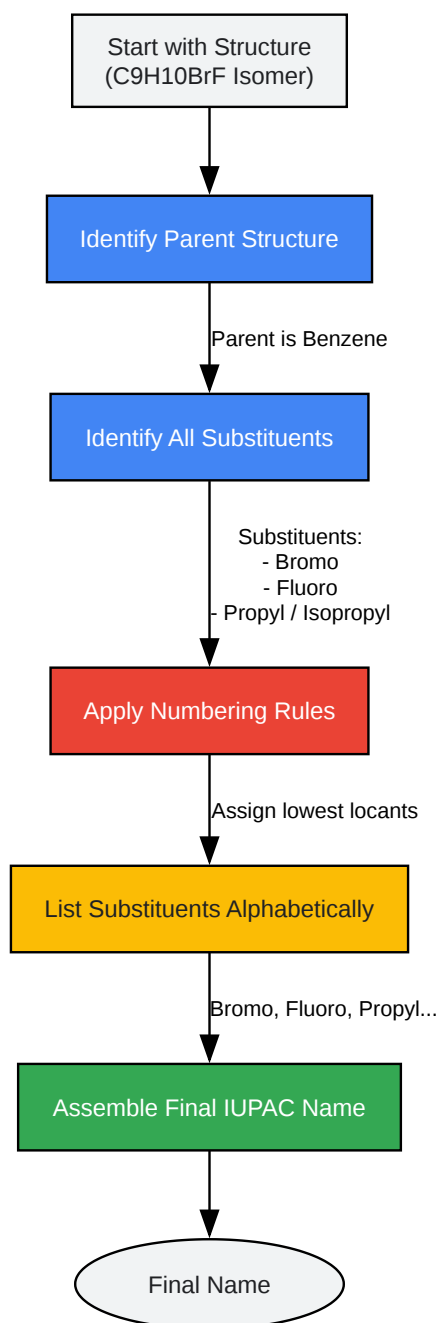 Start with Structure
(C9H10BrF Isomer)
Identify Parent Structure
Parent is Benzene
Identify All Substituents
Substituents:
- Bromo
- Fluoro
- Propyl / Isopropyl
Apply Numbering Rules
Assign lowest locants
List Substituents Alphabetically
Bromo, Fluoro, Propyl...
Assemble Final IUPAC Name
Final Name